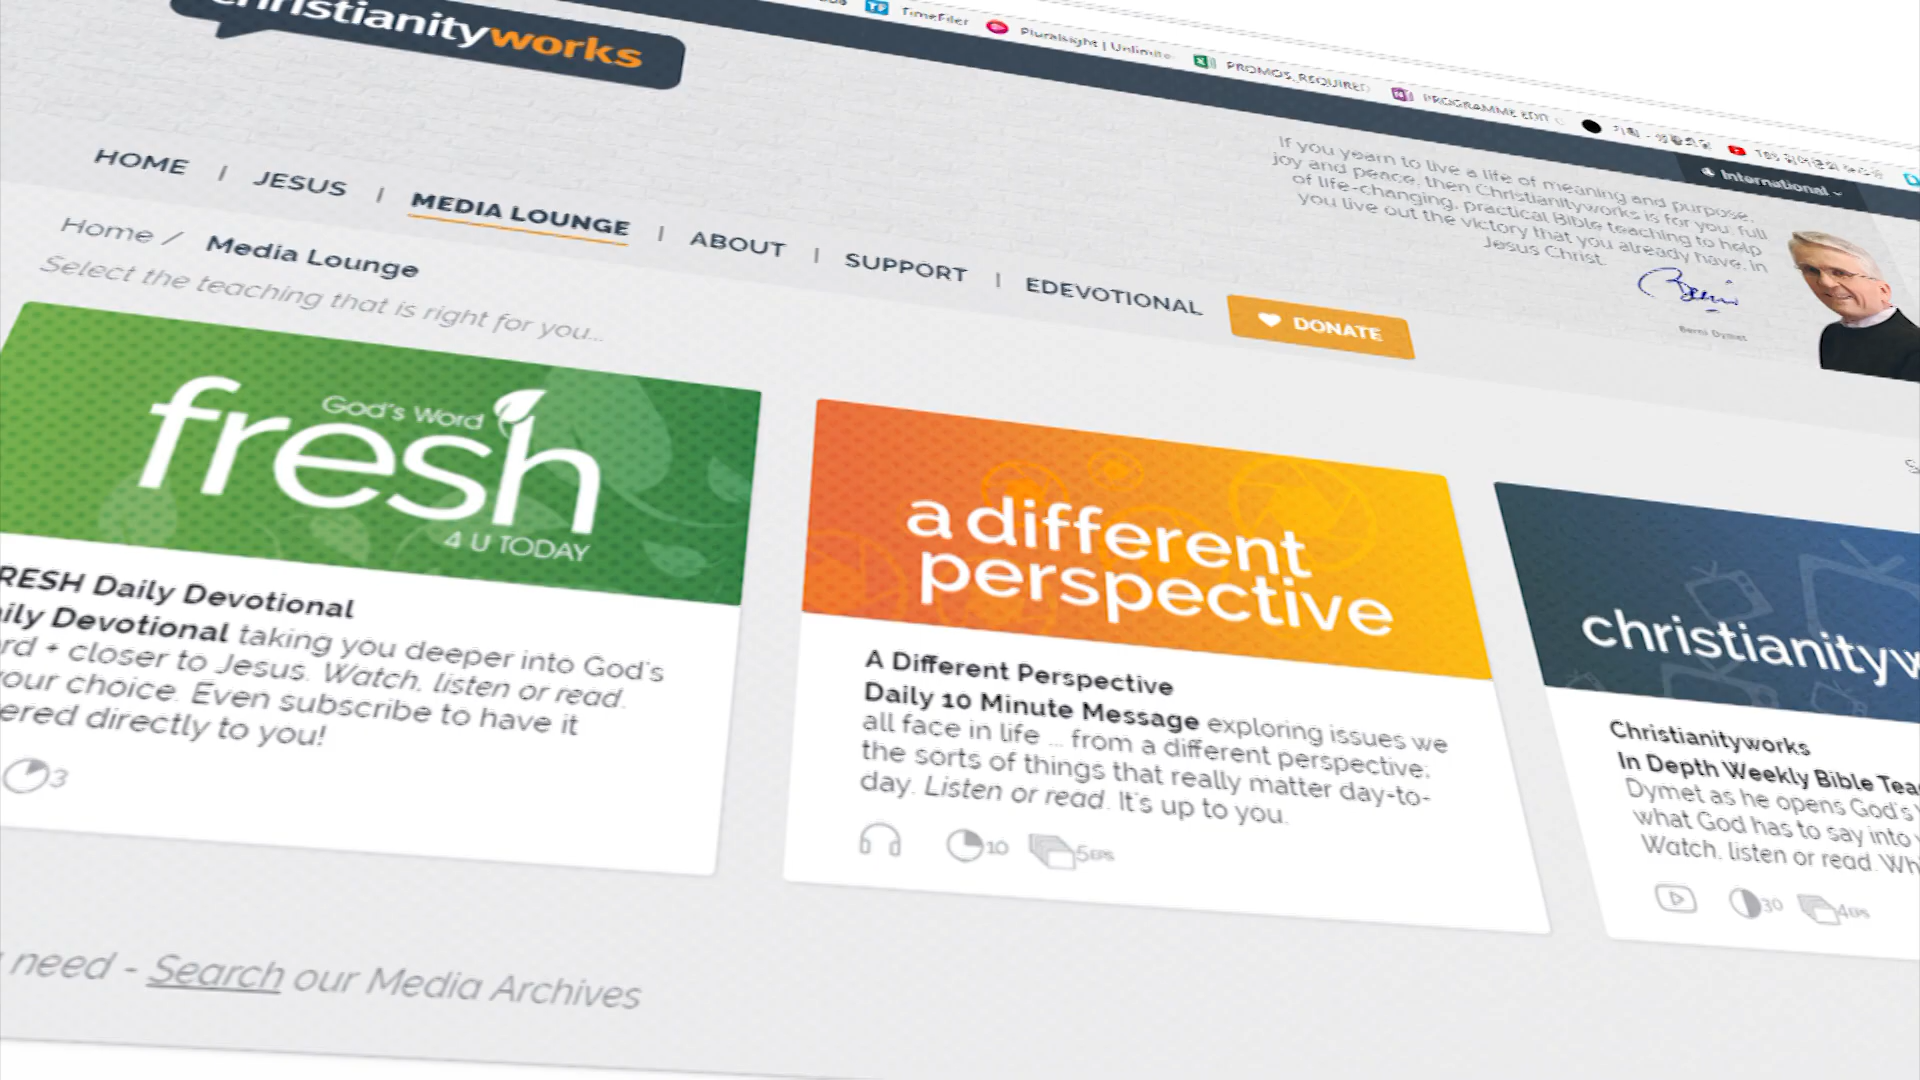 christianityworks
TimeFiler
Pluralsight | Unlimite
PROMOS_REQUIRED
PROGRAMME EDIT
International
If you yearn to live a life of meaning and purpose,
joy and peace, then Christianityworks is for you; full
of life-changing, practical Bible teaching to help
you live out the victory that you already have, in
Jesus Christ.
Berni
Berni Dymet
HOME | JESUS | MEDIA LOUNGE | ABOUT | SUPPORT | EDEVOTIONAL
DONATE
Home / Media Lounge
Select the teaching that is right for you...
God's Word
fresh
4 U TODAY
RESH Daily Devotional
aily Devotional taking you deeper into God's
rd + closer to Jesus. Watch, listen or read.
our choice. Even subscribe to have it
ered directly to you!
3
a different
perspective
A Different Perspective
Daily 10 Minute Message exploring issues we
all face in life ... from a different perspective;
the sorts of things that really matter day-to-
day. Listen or read. It's up to you.
10 5EPS
christianityw
Christianityworks
In Depth Weekly Bible Tea
Dymet as he opens God's
what God has to say into
Watch, listen or read. Wh
30 4EPS
need - Search our Media Archives